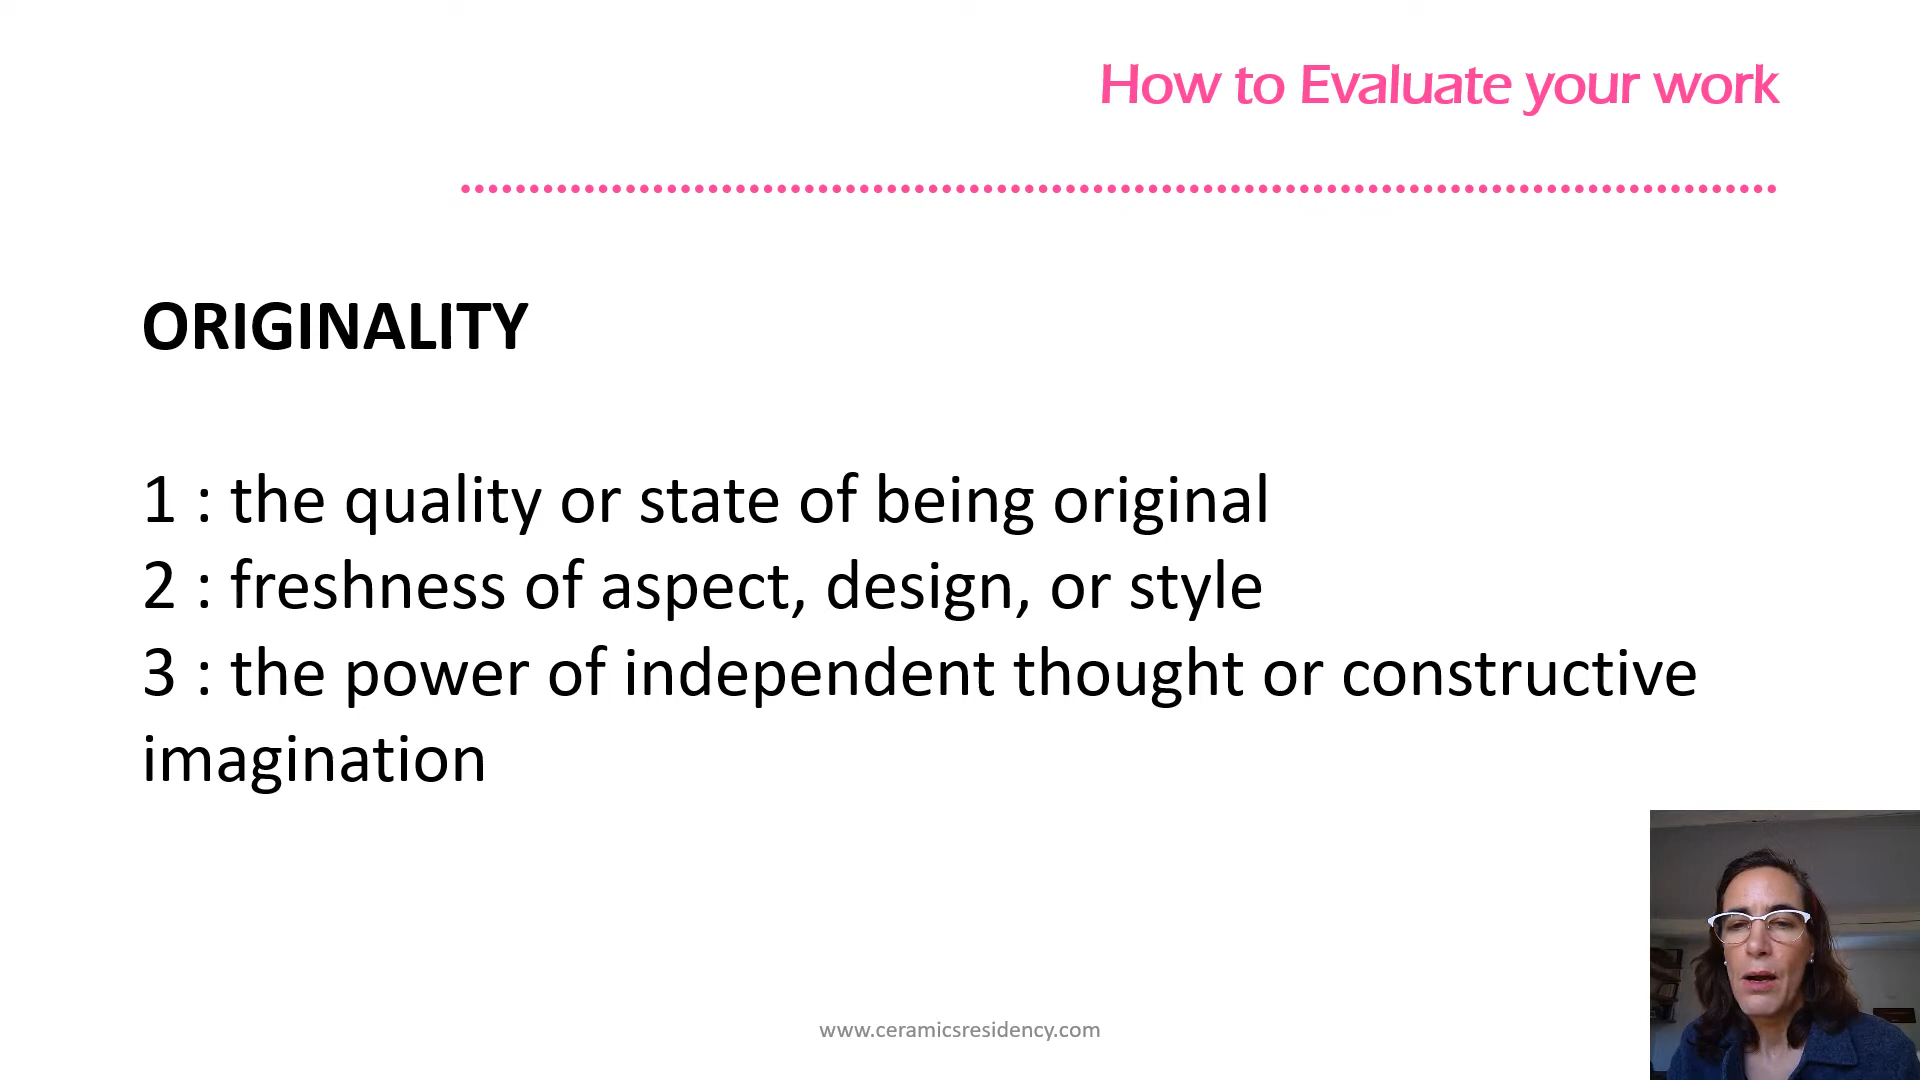 How to Evaluate your work
ORIGINALITY
1 : the quality or state of being original
2 : freshness of aspect, design, or style
3 : the power of independent thought or constructive
imagination
www.ceramicsresidency.com